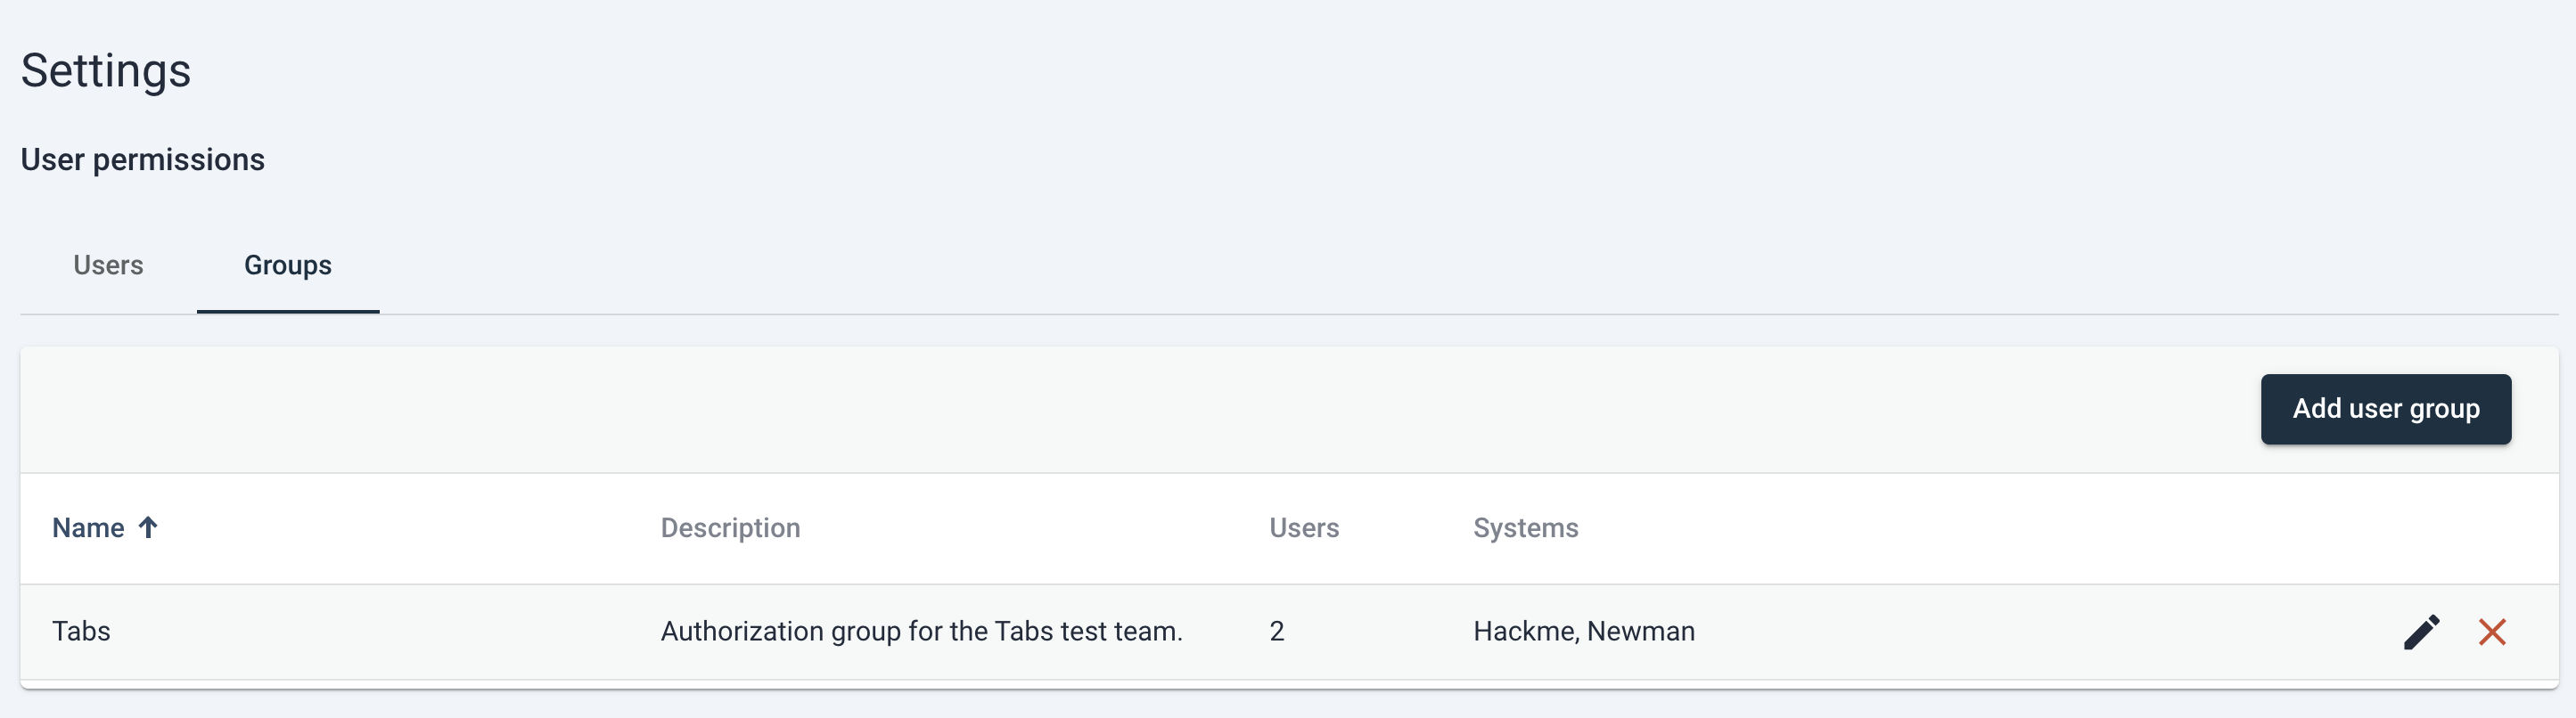 Settings
User permissions
Users Groups
Add user group
Name Description Users Systems
Tabs Authorization group for the Tabs test team. 2 Hackme, Newman